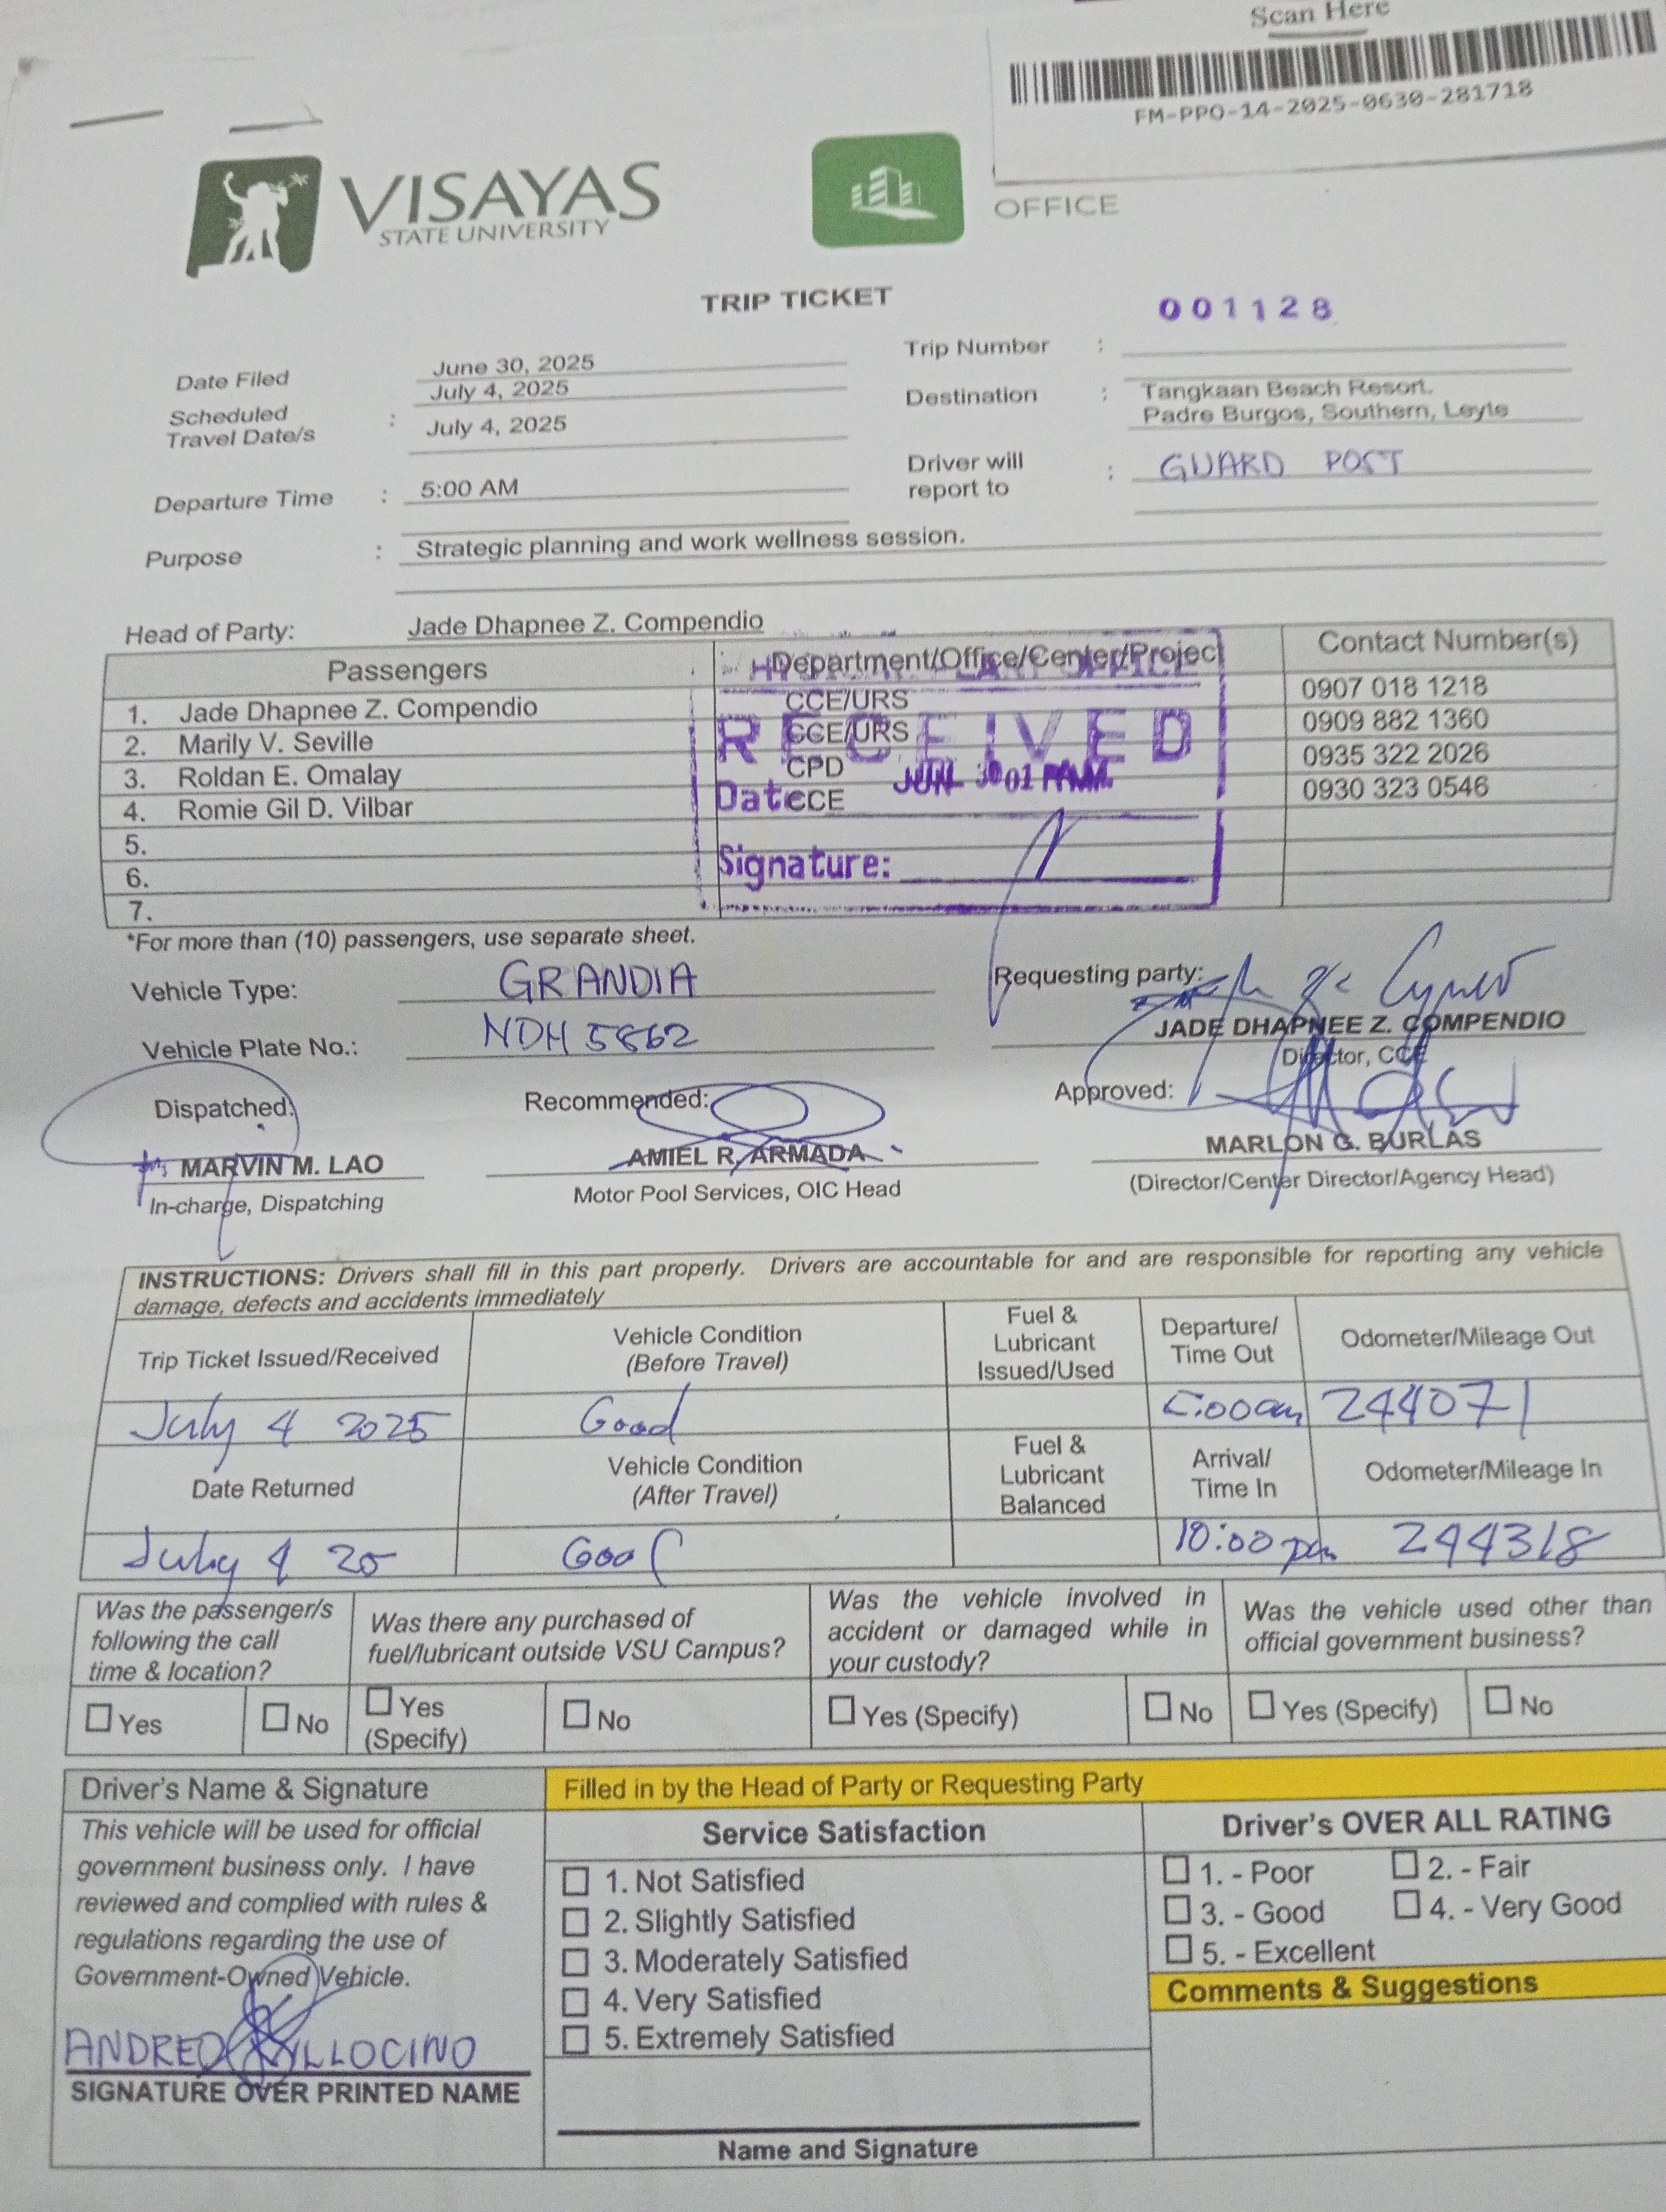 Scan Here
FM-PPO-14-2025-0630-281718
VISAYAS
STATE UNIVERSITY
OFFICE
TRIP TICKET
001128
Date Filed
June 30, 2025
Trip Number :
Scheduled
Travel Date/s :
July 4, 2025
July 4, 2025
Destination : Tangkaan Beach Resort.
Padre Burgos, Southern, Leyte
Departure Time : 5:00 AM
Driver will
report to : GUARD POST
Purpose : Strategic planning and work wellness session.
Head of Party: Jade Dhapnee Z. Compendio
Passengers Department/Office/Center/Project Contact Number(s)
1. Jade Dhapnee Z. Compendio CCE/URS 0907 018 1218
2. Marily V. Seville CCE/URS 0909 882 1360
3. Roldan E. Omalay CPD 0935 322 2026
4. Romie Gil D. Vilbar CCE 0930 323 0546
5.
6.
7.
RECEIVED
Date
Signature:
*For more than (10) passengers, use separate sheet.
Vehicle Type: GRANDIA
Requesting party:
JADE DHAPNEE Z. COMPENDIO
Director, CCE
Vehicle Plate No.: NDH 5862
Dispatched: Recommended: Approved:
MARVIN M. LAO AMIEL R. ARMADA MARLON G. BURLAS
In-charge, Dispatching Motor Pool Services, OIC Head (Director/Center Director/Agency Head)
INSTRUCTIONS: Drivers shall fill in this part properly. Drivers are accountable for and are responsible for reporting any vehicle
damage, defects and accidents immediately
Trip Ticket Issued/Received
Vehicle Condition
(Before Travel)
Fuel &
Lubricant
Issued/Used
Departure/
Time Out
Odometer/Mileage Out
July 4 2025 Good 5:00am 244071
Date Returned
Vehicle Condition
(After Travel)
Fuel &
Lubricant
Balanced
Arrival/
Time In
Odometer/Mileage In
July 4 25 Good 10:00 pm 244318
Was the passenger/s
following the call
time & location?
Was there any purchased of
fuel/lubricant outside VSU Campus?
Was the vehicle involved in
accident or damaged while in
your custody?
Was the vehicle used other than
official government business?
Yes No
Yes
(Specify)
No
Yes (Specify) No
Yes (Specify) No
Driver's Name & Signature
This vehicle will be used for official
government business only. I have
reviewed and complied with rules &
regulations regarding the use of
Government-Owned Vehicle.
SIGNATURE OVER PRINTED NAME
Filled in by the Head of Party or Requesting Party
Service Satisfaction
1. Not Satisfied
2. Slightly Satisfied
3. Moderately Satisfied
4. Very Satisfied
5. Extremely Satisfied
Name and Signature
Driver's OVER ALL RATING
1. - Poor 2. - Fair
3. - Good 4. - Very Good
5. - Excellent
Comments & Suggestions